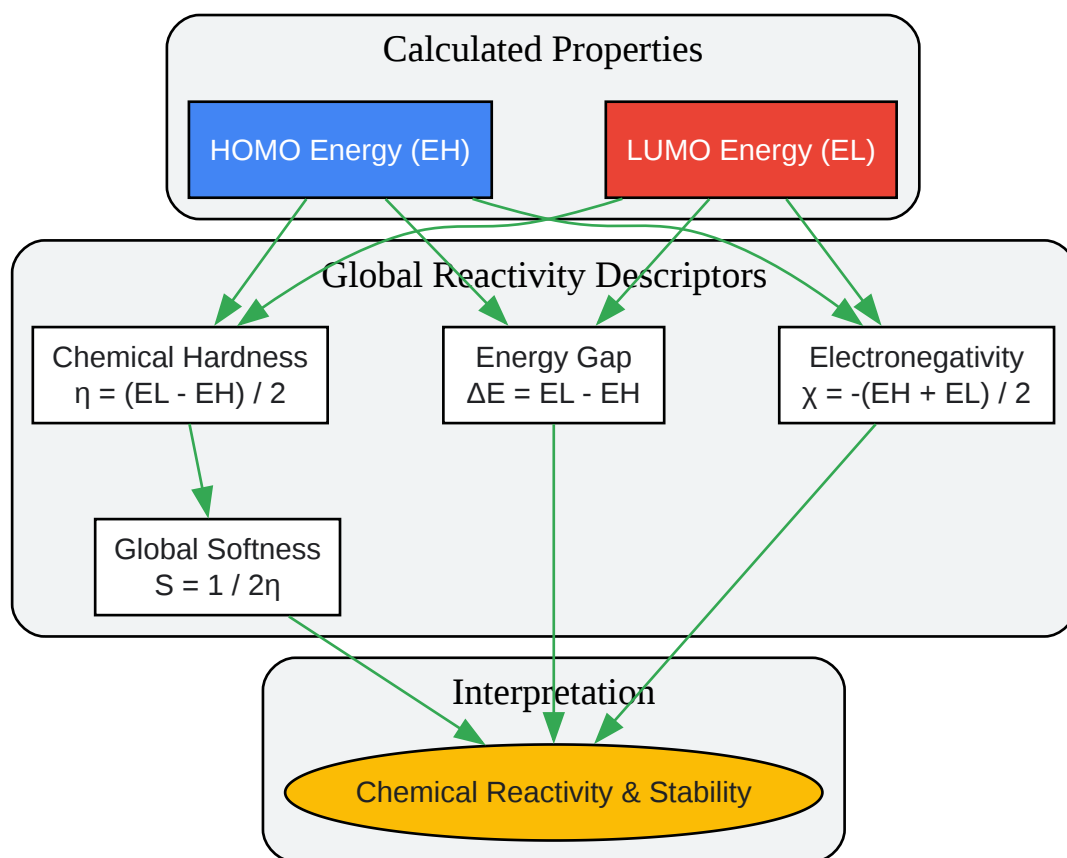 Calculated Properties
HOMO Energy (EH)
LUMO Energy (EL)
Global Reactivity Descriptors
Chemical Hardness
η = (EL - EH) / 2
Energy Gap
ΔE = EL - EH
Electronegativity
χ = -(EH + EL) / 2
Global Softness
S = 1 / 2η
Interpretation
Chemical Reactivity & Stability